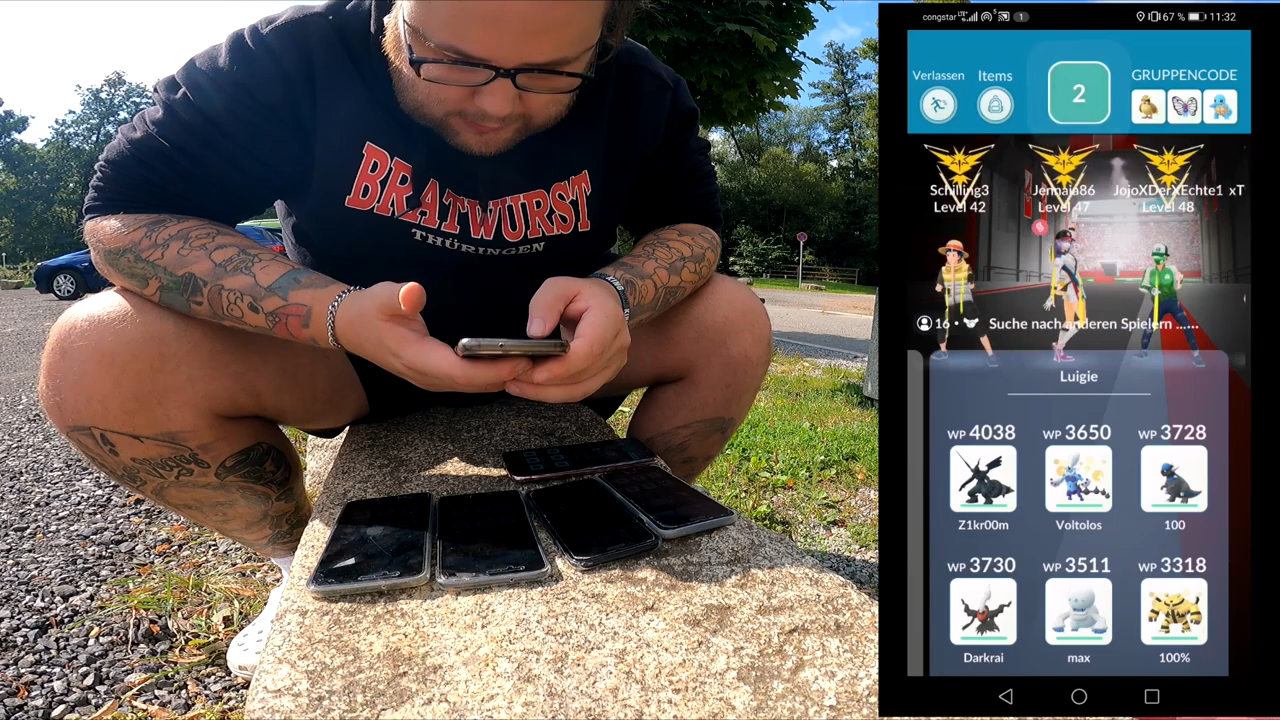 BRATWURST
THÜRINGEN
congstar 1 67 % 11:32
Verlassen Items 2 GRUPPENCODE
Schilling3 Jennaja86 JojoXDerXEchte1 xT
Level 42 Level 47 Level 48
16 • Suche nach anderen Spielern ......
Luigie
WP 4038 WP 3650 WP 3728
Z1kr00m Voltolos 100
WP 3730 WP 3511 WP 3318
Darkrai max 100%